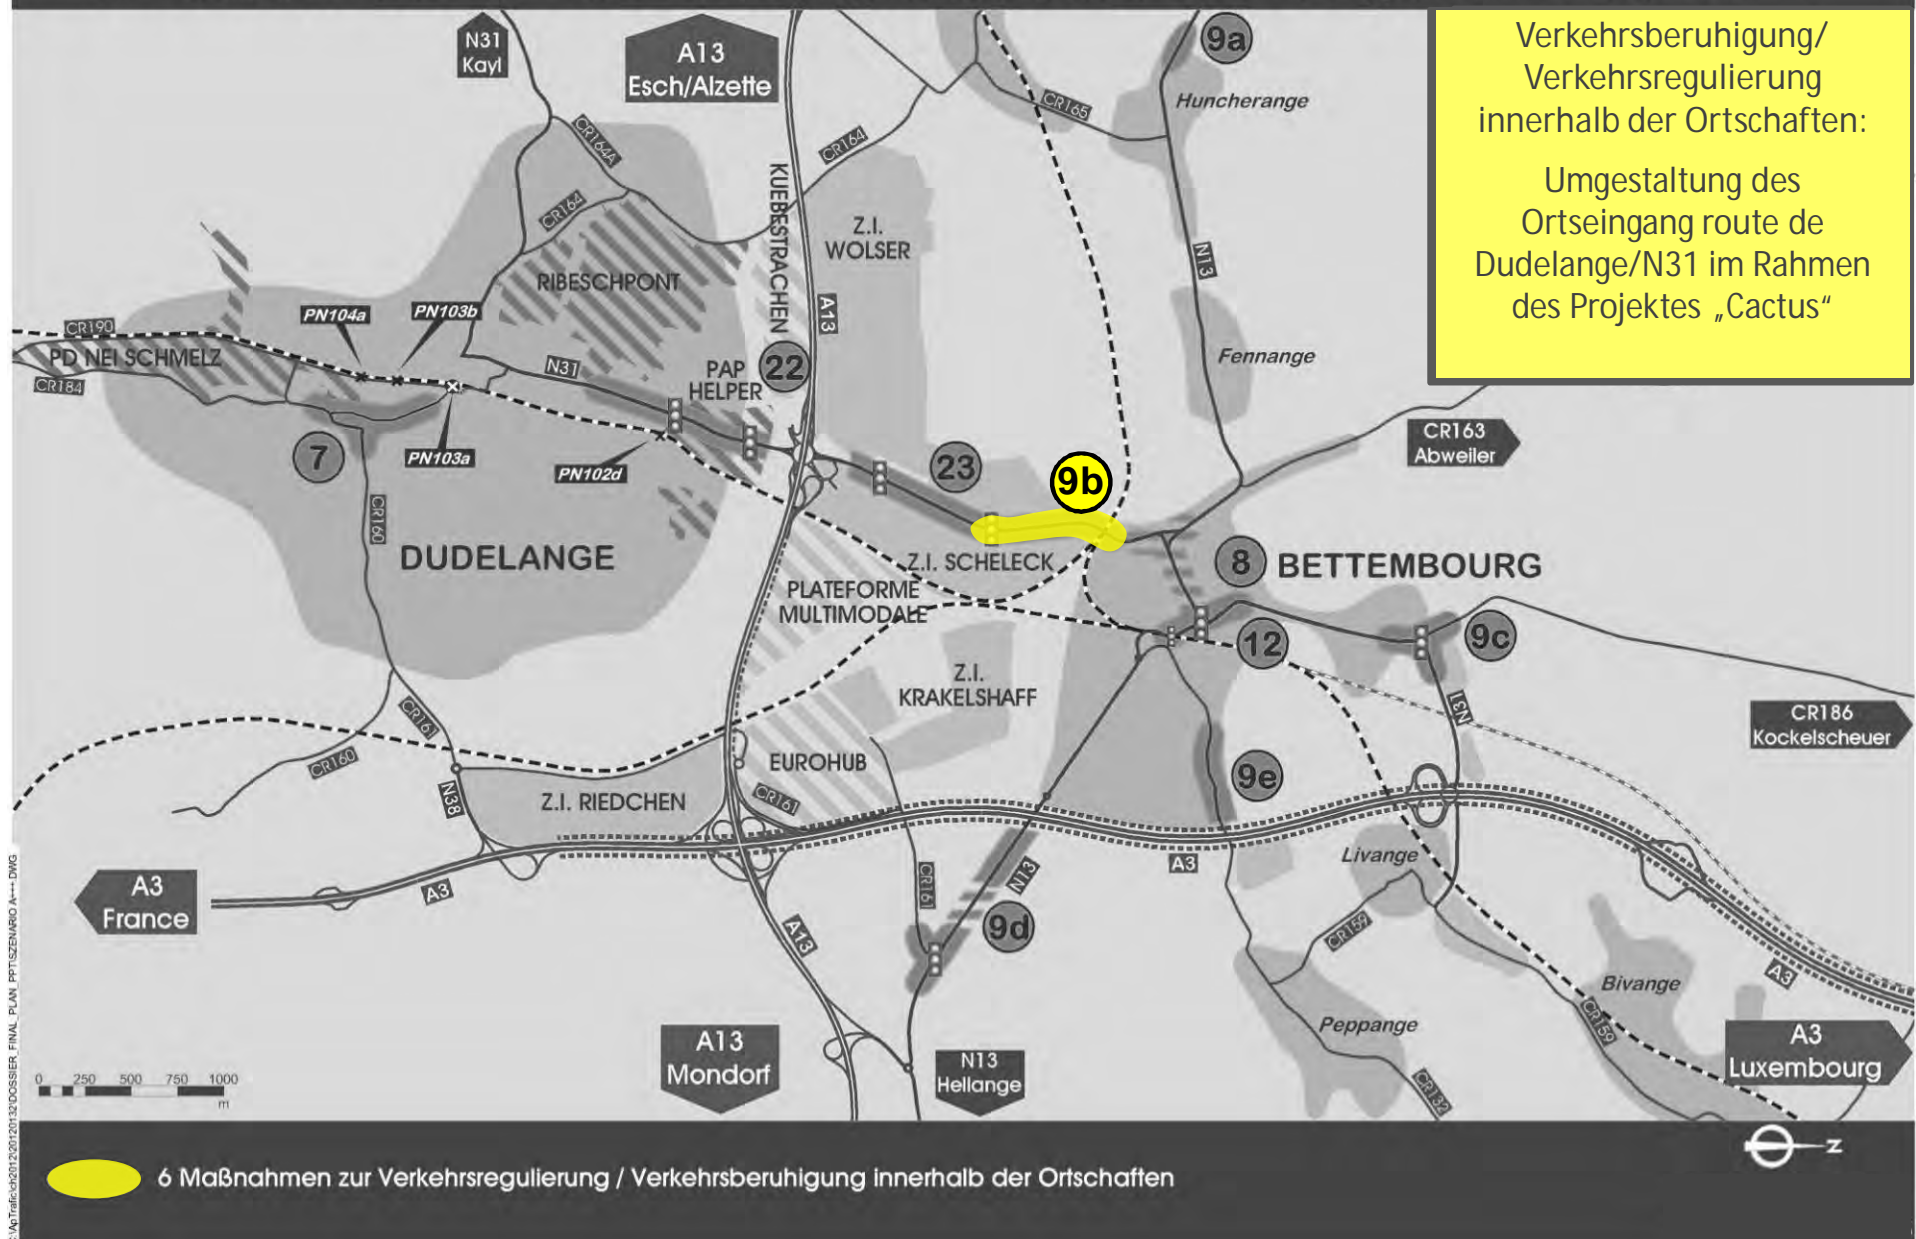 N31
Kayl
A13
Esch/Alzette
9a
Huncherange
CR165
CR164A
CR164
CR164
KUEBESTRACHEN
Z.I.
WOLSER
N13
RIBESCHPONT
A13
PN104a
PN103b
CR190
PD NEI SCHMELZ
CR184
N31
PAP
HELPER
22
Fennange
Verkehrsberuhigung/
Verkehrsregulierung
innerhalb der Ortschaften:
Umgestaltung des
Ortseingang route de
Dudelange/N31 im Rahmen
des Projektes „Cactus“
CR163
Abweiler
7
PN103a
PN102d
23
9b
CR160
DUDELANGE
Z.I. SCHELECK
8
BETTEMBOURG
PLATEFORME
MULTIMODALE
12
9c
Z.I.
KRAKELSHAFF
N31
CR186
Kockelscheuer
CR161
CR160
N38
EUROHUB
CR161
Z.I. RIEDCHEN
9e
A3
France
A3
A3
Livange
CR161
N13
9d
A13
CR159
A3
Bivange
Peppange
CR159
CR132
A3
Luxembourg
A13
Mondorf
N13
Hellange
0 250 500 750 1000
m
Z
6 Maßnahmen zur Verkehrsregulierung / Verkehrsberuhigung innerhalb der Ortschaften